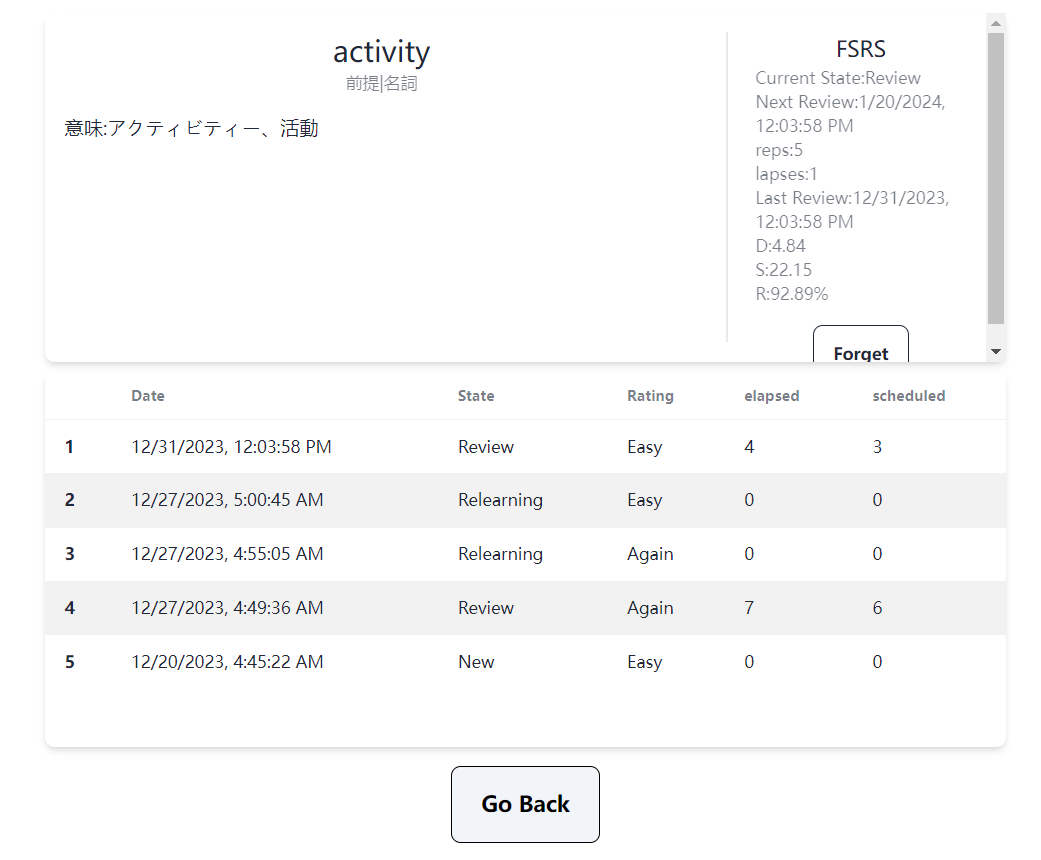 activity
前提|名詞
意味:アクティビティー、活動
FSRS
Current State:Review
Next Review:1/20/2024,
12:03:58 PM
reps:5
lapses:1
Last Review:12/31/2023,
12:03:58 PM
D:4.84
S:22.15
R:92.89%
Forget
Date State Rating elapsed scheduled
1 12/31/2023, 12:03:58 PM Review Easy 4 3
2 12/27/2023, 5:00:45 AM Relearning Easy 0 0
3 12/27/2023, 4:55:05 AM Relearning Again 0 0
4 12/27/2023, 4:49:36 AM Review Again 7 6
5 12/20/2023, 4:45:22 AM New Easy 0 0
Go Back